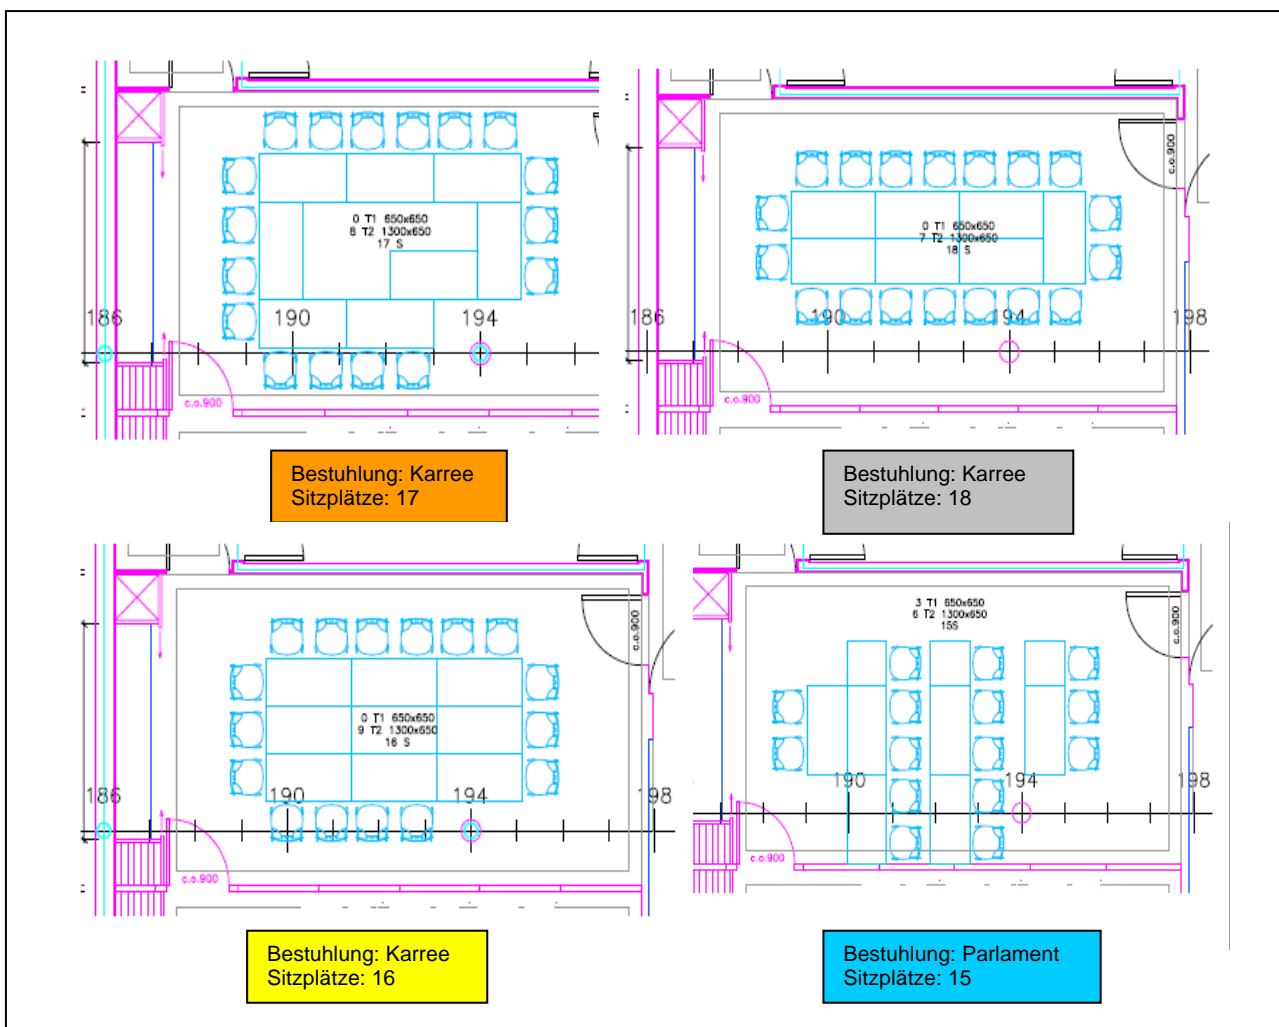 0 T1 650x650
8 T2 1300x650
17 S
186
190
194
c.o.900
Bestuhlung: Karree
Sitzplätze: 17
c.o.900
0 T1 650x650
7 T2 1300x650
18 S
186
190
194
198
c.o.900
Bestuhlung: Karree
Sitzplätze: 18
c.o.900
0 T1 650x650
9 T2 1300x650
16 S
186
190
194
198
c.o.900
Bestuhlung: Karree
Sitzplätze: 16
3 T1 650x650
6 T2 1300x650
15S
c.o.900
190
194
198
c.o.900
Bestuhlung: Parlament
Sitzplätze: 15